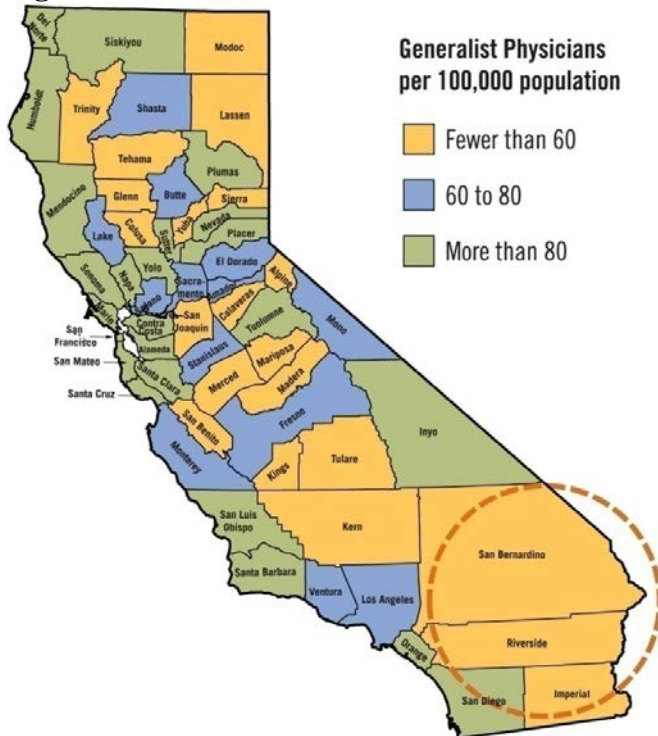 Generalist Physicians
per 100,000 population
Fewer than 60
60 to 80
More than 80
Del
Norte
Siskiyou
Modoc
Humboldt
Trinity
Shasta
Lassen
Tehama
Plumas
Mendocino
Glenn
Butte
Sierra
Lake
Colusa
Sutter
Yuba
Nevada
Placer
Sonoma
Napa
Yolo
El Dorado
Sacra-
mento
Amador
Alpine
Marin
Solano
Calaveras
Tuolumne
Mono
San
Francisco
Contra
Costa
San
Joaquin
Alameda
Stanislaus
San Mateo
Mariposa
Santa Clara
Merced
Madera
Santa Cruz
San Benito
Fresno
Inyo
Monterey
Kings
Tulare
San Luis
Obispo
Kern
San Bernardino
Santa Barbara
Ventura
Los Angeles
Orange
Riverside
San Diego
Imperial